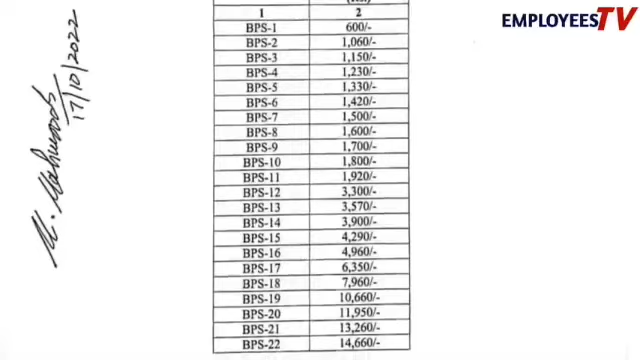 EMPLOYEES TV
1 2
BPS-1 600/-
BPS-2 1,060/-
BPS-3 1,150/-
BPS-4 1,230/-
BPS-5 1,330/-
BPS-6 1,420/-
BPS-7 1,500/-
BPS-8 1,600/-
BPS-9 1,700/-
BPS-10 1,800/-
BPS-11 1,920/-
BPS-12 3,300/-
BPS-13 3,570/-
BPS-14 3,900/-
BPS-15 4,290/-
BPS-16 4,960/-
BPS-17 6,350/-
BPS-18 7,960/-
BPS-19 10,660/-
BPS-20 11,950/-
BPS-21 13,260/-
BPS-22 14,660/-
17/10/2022